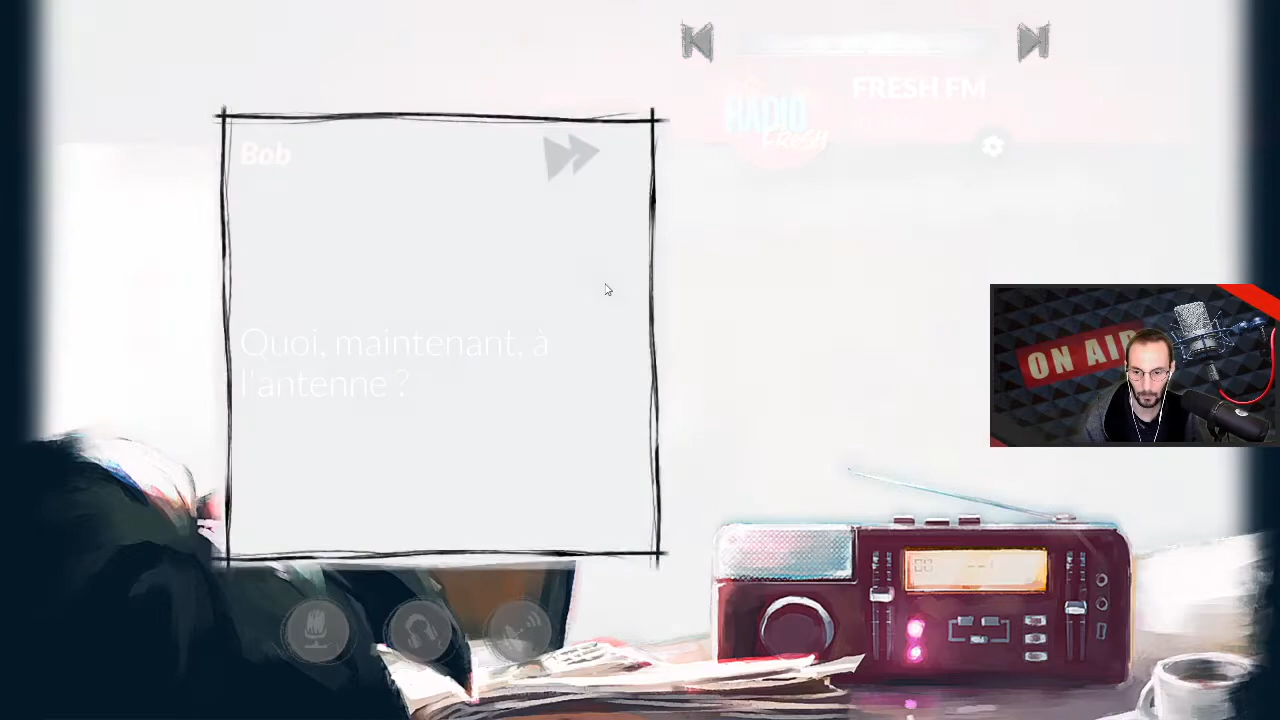 FRESH FM
RADIO
FRESH
Bob
Quoi, maintenant, à
l'antenne ?
ON AIR